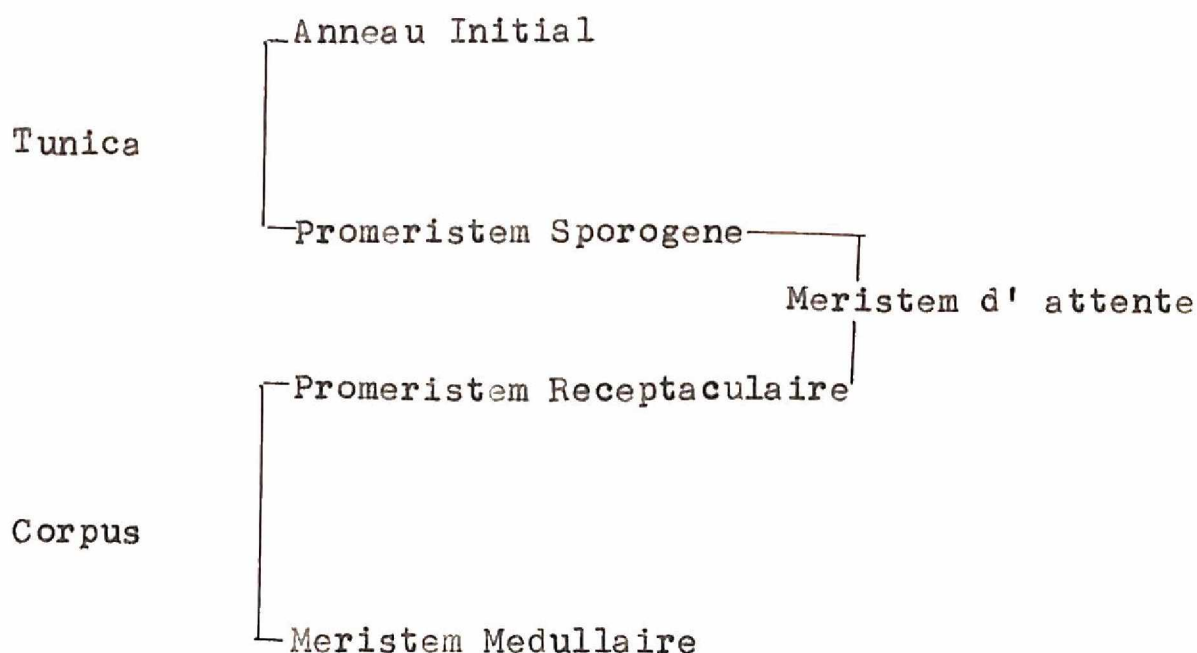 Anneau Initial
Tunica
Promeristem Sporogene
Meristem d' attente
Promeristem Receptaculaire
Corpus
Meristem Medullaire